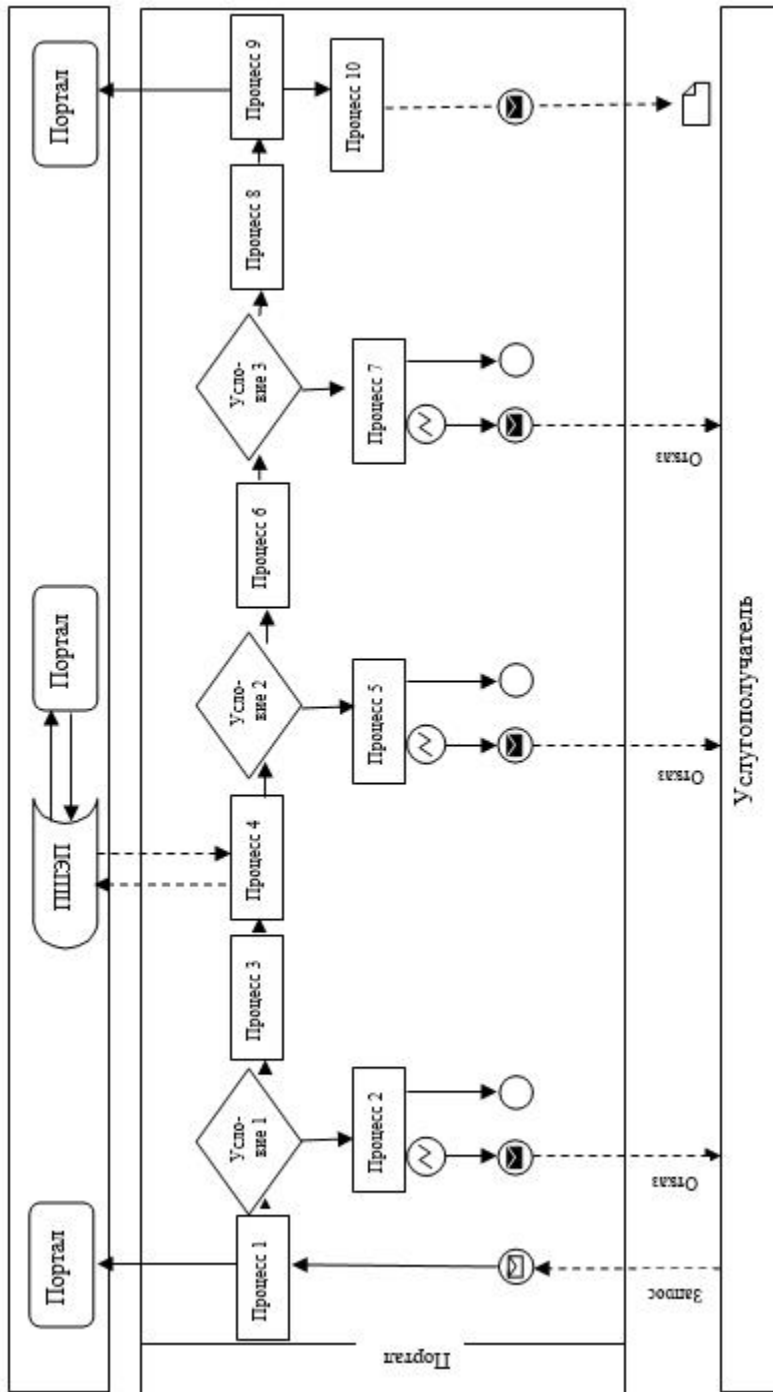 Портал
ПШЭП
Портал
Портал
Портал
Процесс 1
Усло-
вие 1
Процесс 3
Процесс 4
Усло-
вие 2
Процесс 6
Усло-
вие 3
Процесс 8
Процесс 9
Процесс 2
Процесс 5
Процесс 7
Процесс 10
Запрос
Отказ
Отказ
Отказ
Услугополучатель